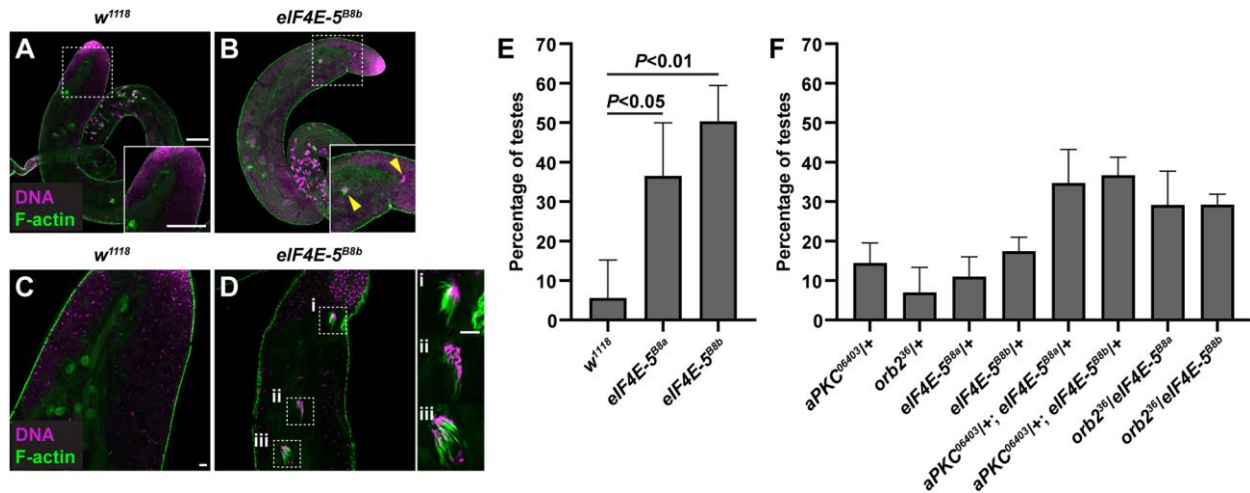 w1118
eIF4E-5B8b
A
B
DNA
F-actin
w1118
eIF4E-5B8b
C
D
i
ii
iii
i
ii
iii
DNA
F-actin
E
Percentage of testes
70
60
50
40
30
20
10
0
P<0.01
P<0.05
w1118
eIF4E-5B8a
eIF4E-5B8b
F
Percentage of testes
70
60
50
40
30
20
10
0
aPKC06403/+
orb236/+
eIF4E-5B8a/+
eIF4E-5B8b/+
aPKC06403/+; eIF4E-5B8a/+
aPKC06403/+; eIF4E-5B8b/+
orb236/eIF4E-5B8a
orb236/eIF4E-5B8b